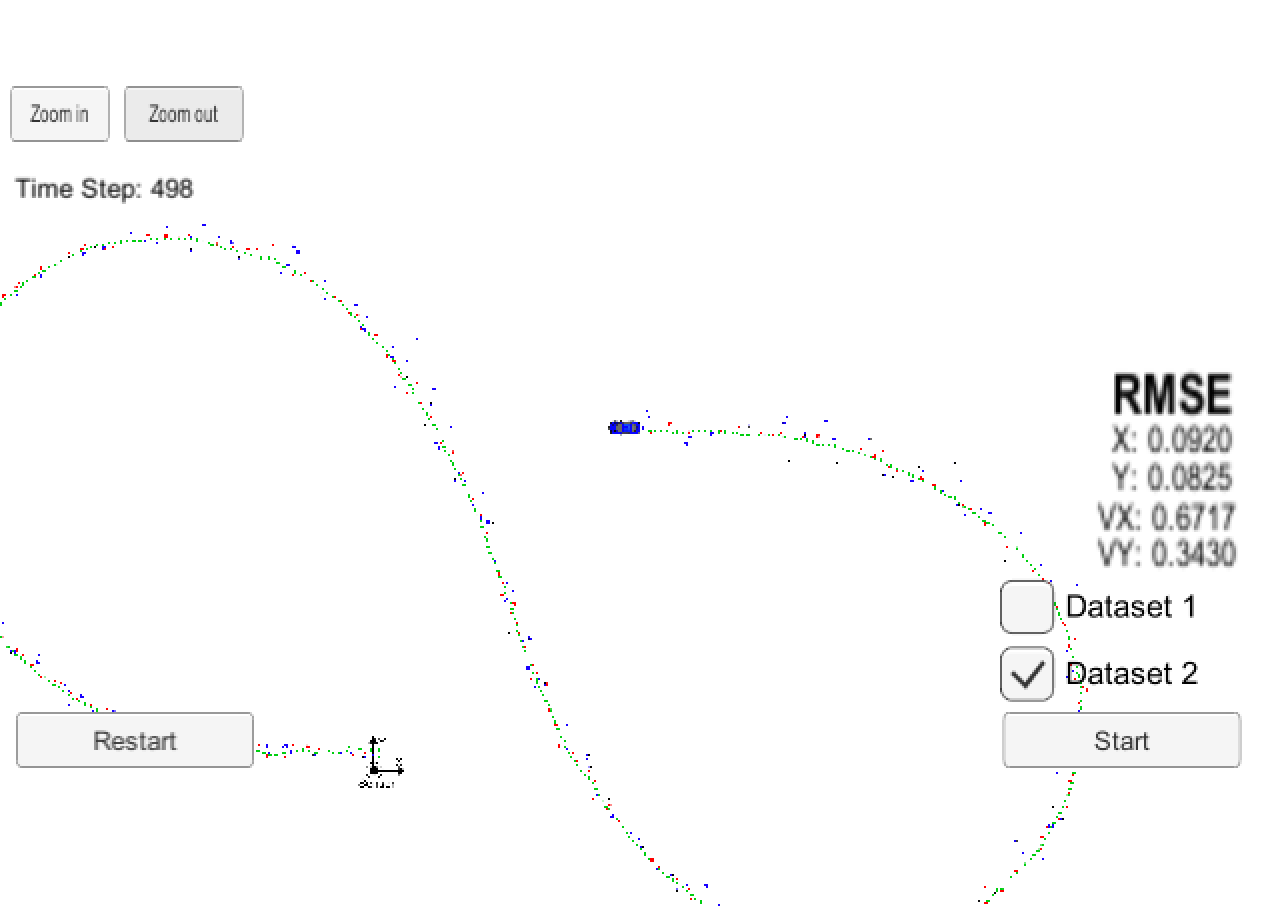 Zoom in
Zoom out
Time Step: 498
RMSE
X: 0.0920
Y: 0.0825
VX: 0.6717
VY: 0.3430
Dataset 1
Dataset 2
Restart
Start